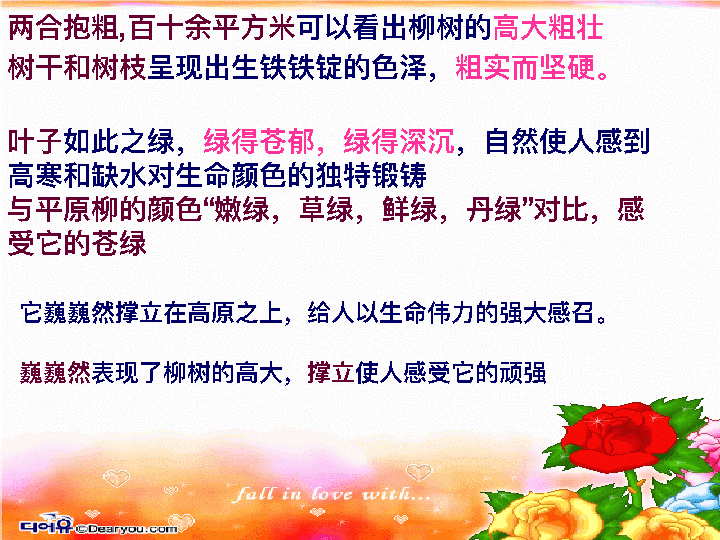 两合抱粗,百十余平方米可以看出柳树的高大粗壮
树干和树枝呈现出生铁铁锭的色泽，粗实而坚硬。
叶子如此之绿，绿得苍郁，绿得深沉，自然使人感到
高寒和缺水对生命颜色的独特锻铸
与平原柳的颜色“嫩绿，草绿，鲜绿，丹绿”对比，感
受它的苍绿
它巍巍然撑立在高原之上，给人以生命伟力的强大感召。
巍巍然表现了柳树的高大，撑立使人感受它的顽强
fall in love with...
디어유 ©Dearyou.com